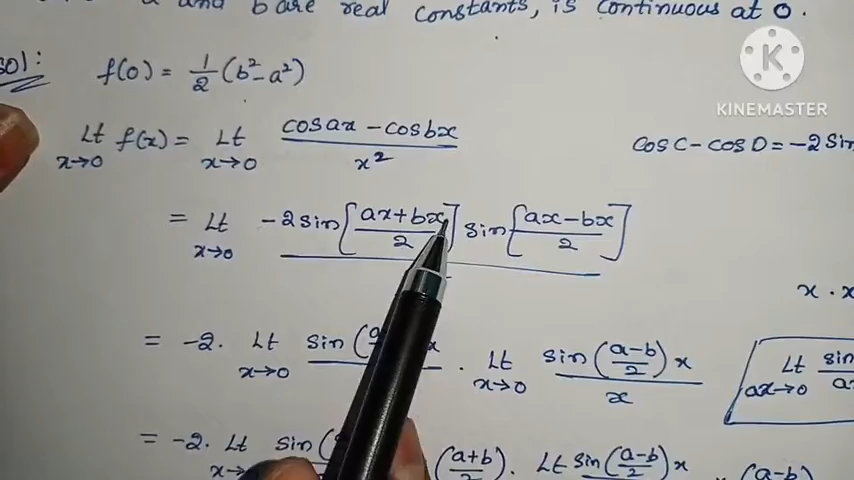 and b are real constants, is continuous at 0.
Sol:
f(0) = 1/2 (b² - a²)
KINEMASTER
Lt x→0 f(x) = Lt x→0 (cos ax - cos bx)/x²
cos C - cos D = -2 Sin
= Lt x→0 -2 sin[(ax+bx)/2] sin[(ax-bx)/2]
x . x
= -2. Lt x→0 sin( x . Lt x→0 sin((a-b)/2)x / x
Lt ax→0 sin
= -2. Lt x→0 sin( ((a+b)/2) . Lt sin((a-b)/2)x × (a-b)